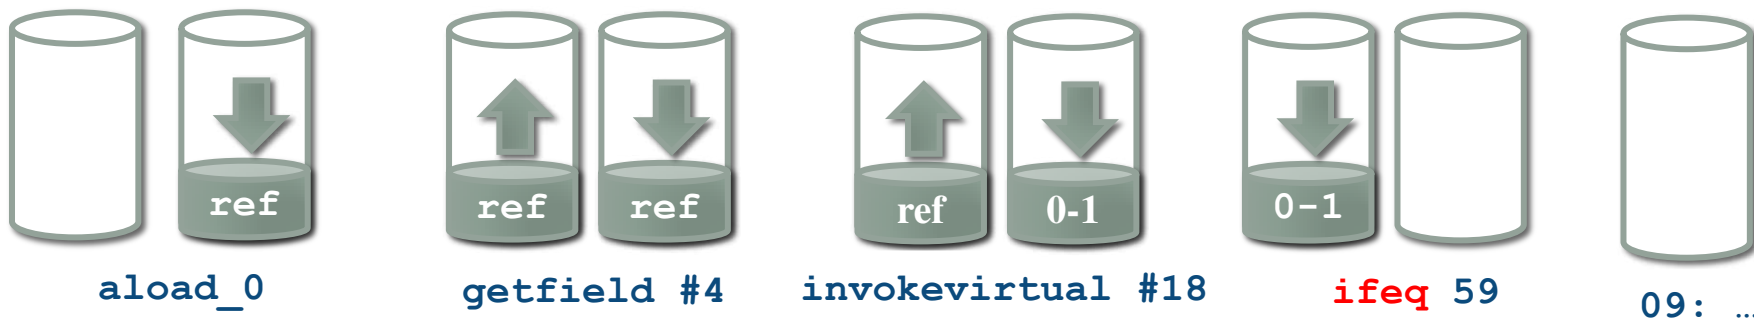 ref ref ref ref 0-1 0-1
aload_0 getfield #4 invokevirtual #18 ifeq 59 09: …